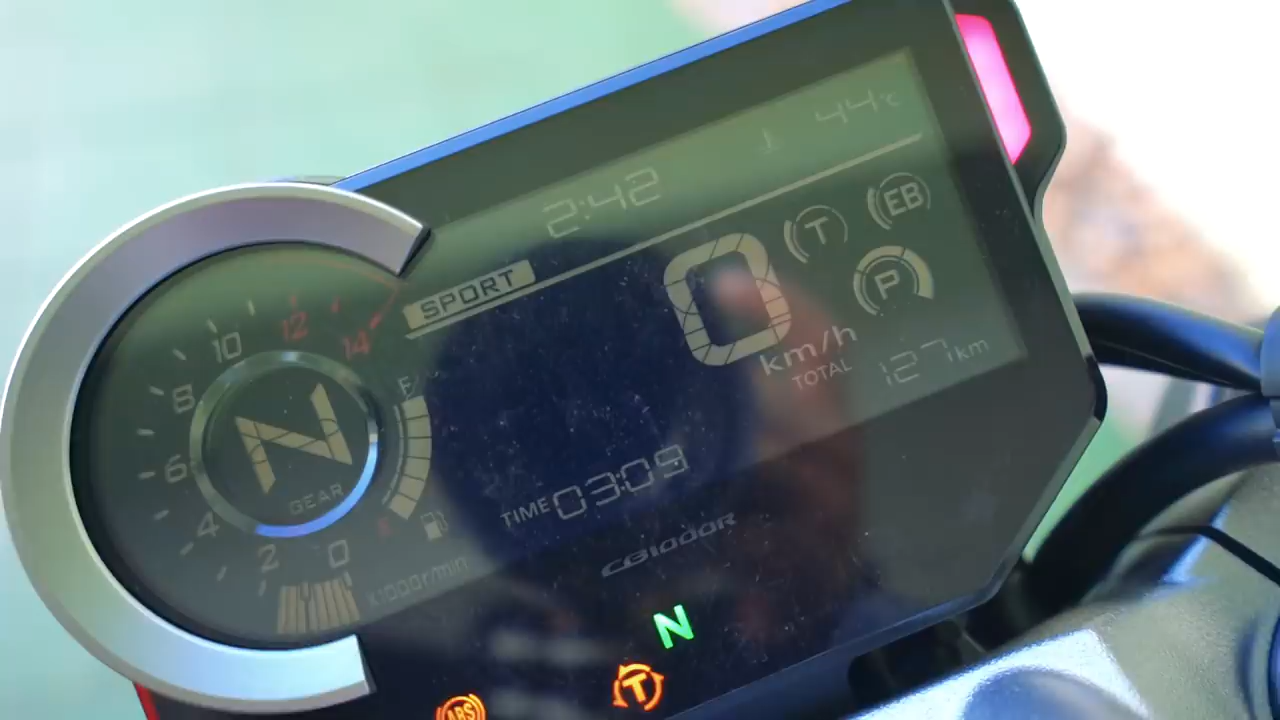 44°C
2:42
SPORT
0
km/h
T
EB
P
TOTAL 127 km
14
12
10
8
6
4
2
0
N
GEAR
F
E
x1000r/min
TIME 03:09
CB1000R
N
T
ABS